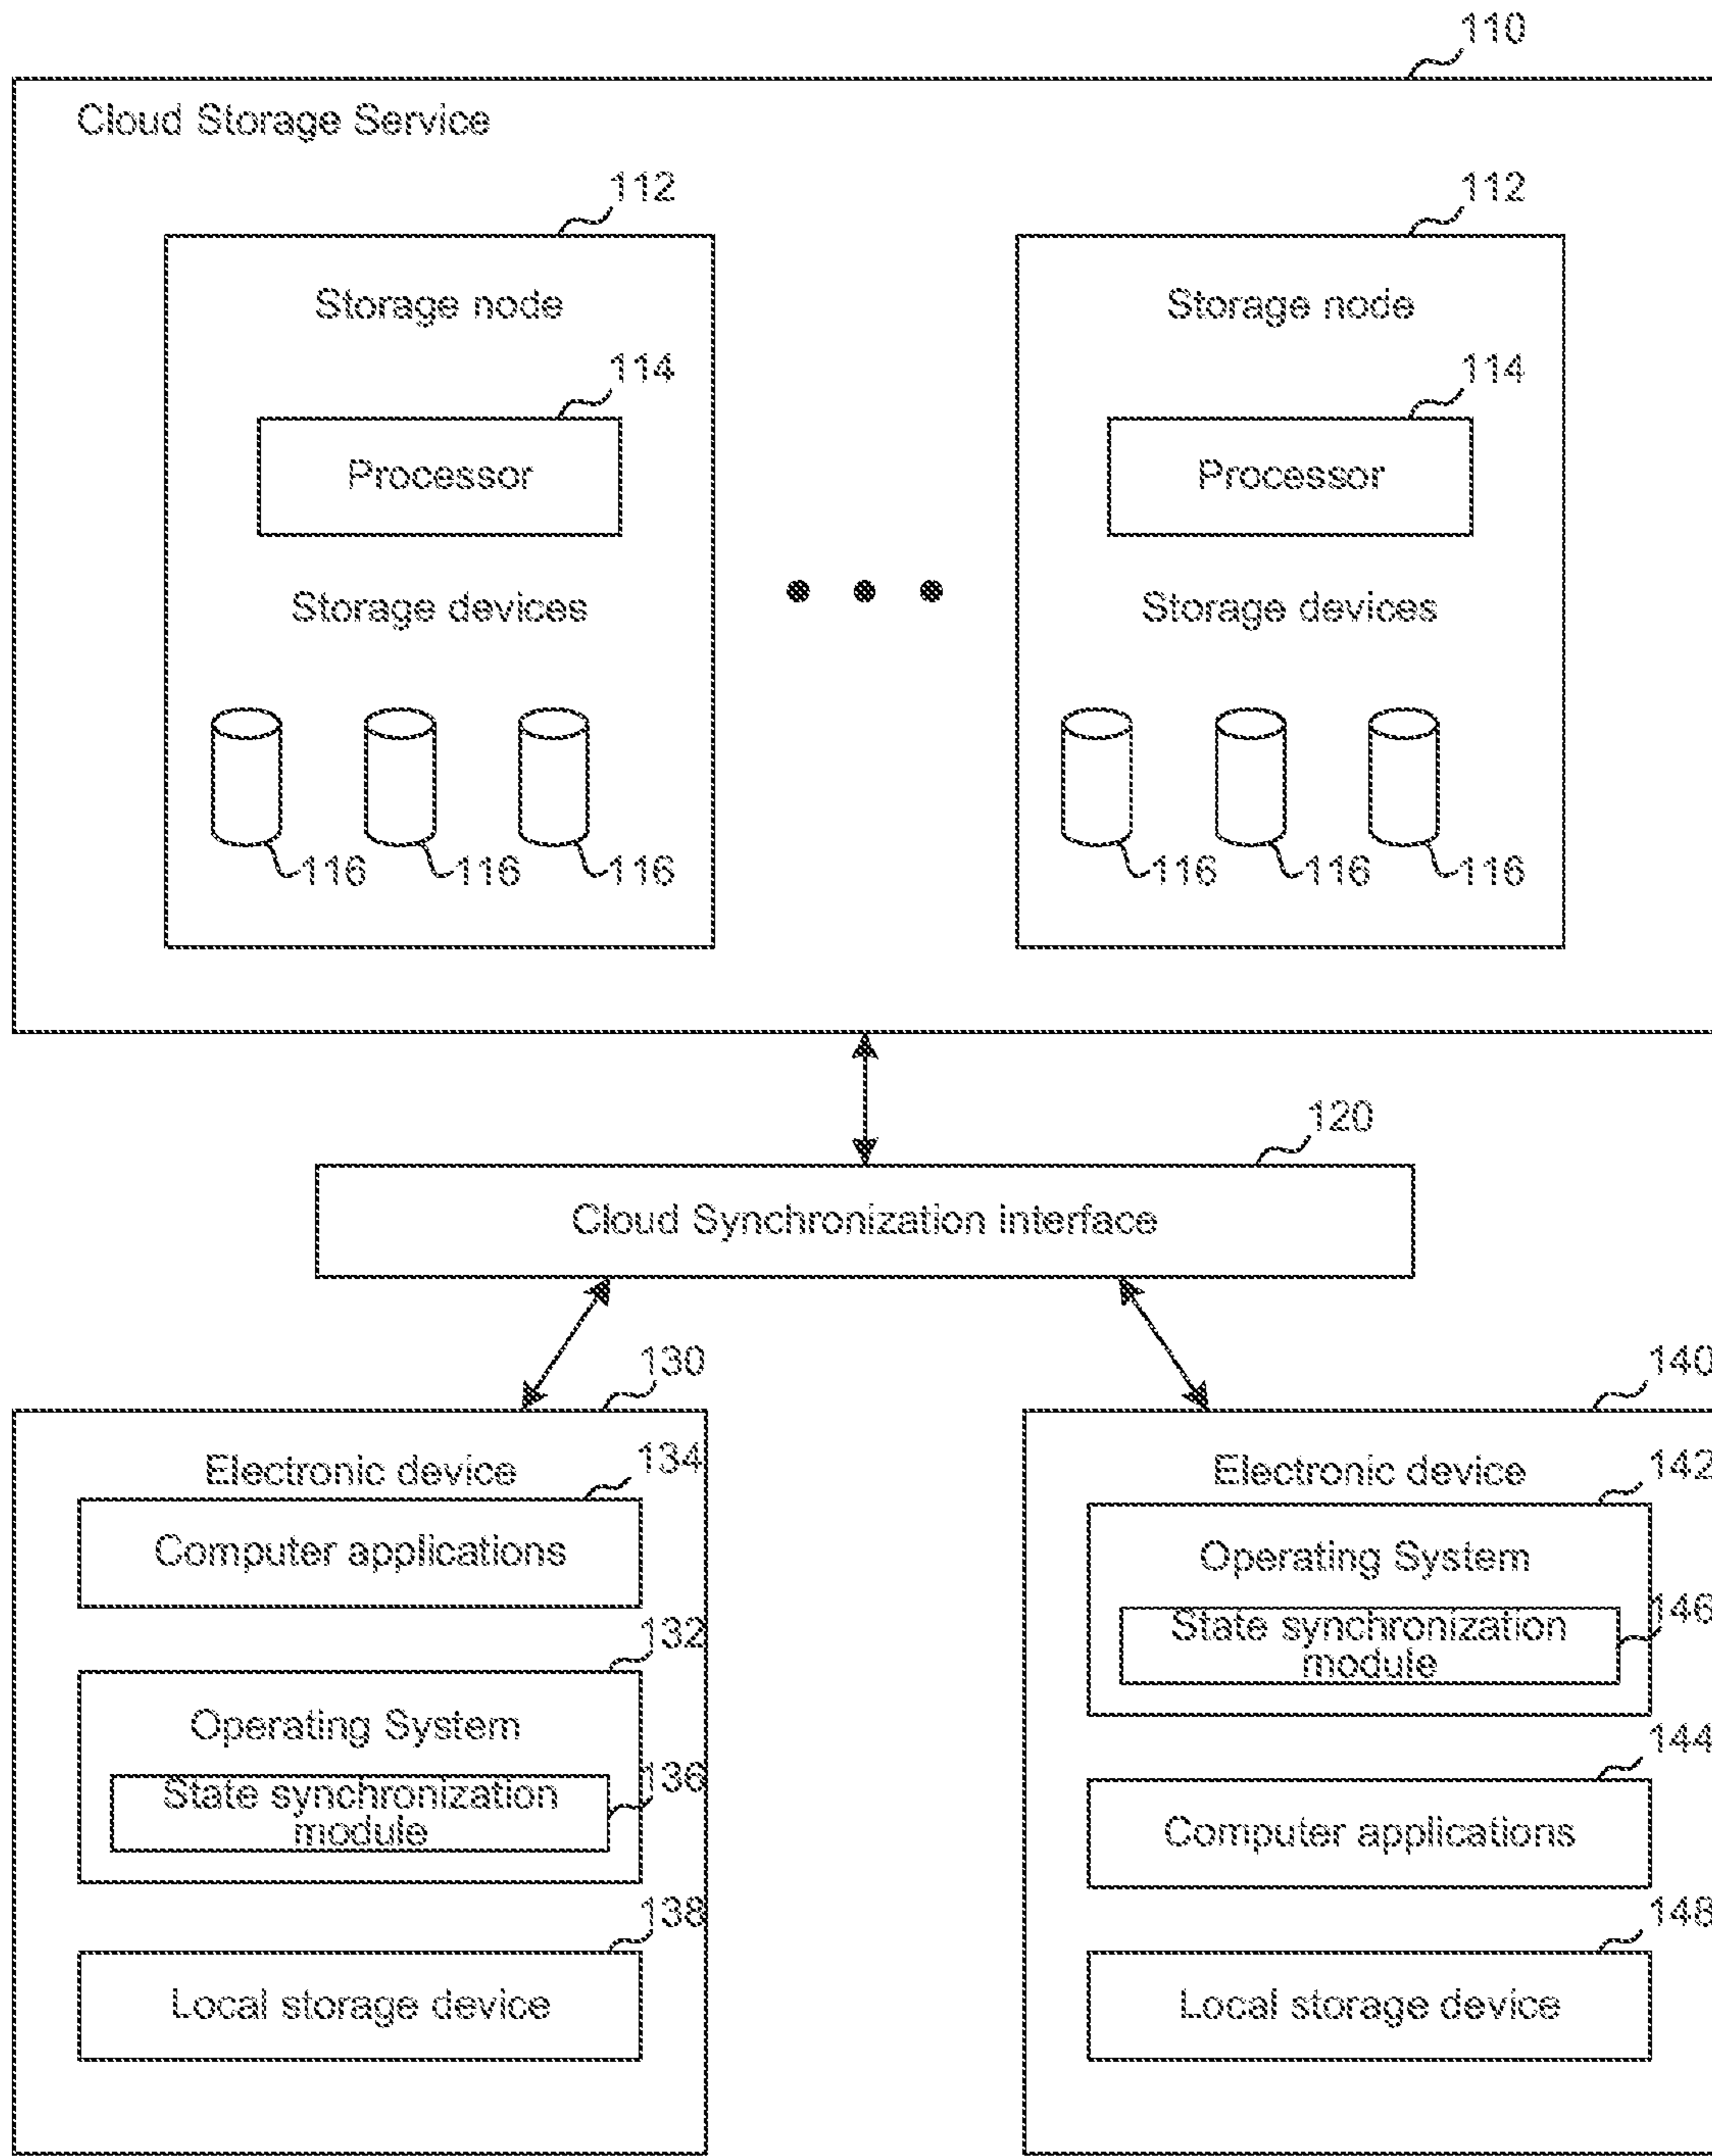 110
Cloud Storage Service
112
112
Storage node
Storage node
114
114
Processor
Processor
Storage devices
Storage devices
116
116
116
116
116
116
120
Cloud Synchronization interface
130
140
Electronic device
134
Computer applications
132
Operating System
State synchronization
module
136
138
Local storage device
Electronic device
142
Operating System
State synchronization
module
146
144
Computer applications
148
Local storage device